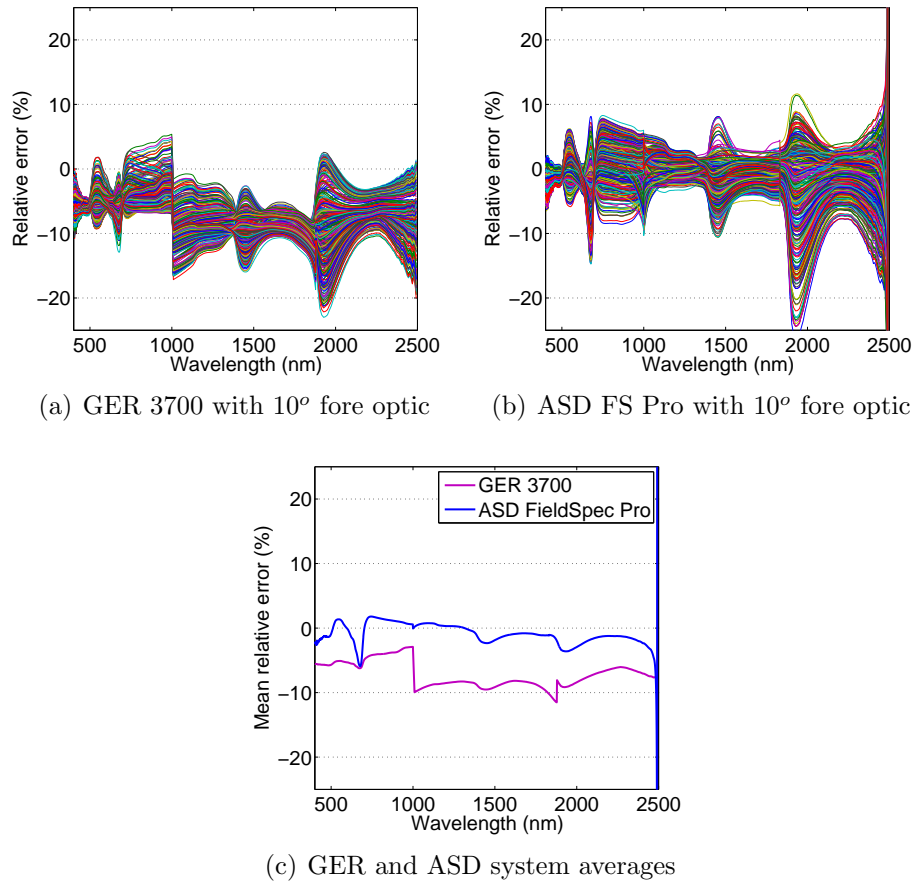 20
10
0
−10
−20
Relative error (%)
500 1000 1500 2000 2500
Wavelength (nm)
(a) GER 3700 with 10ᵒ fore optic
20
10
0
−10
−20
Relative error (%)
500 1000 1500 2000 2500
Wavelength (nm)
(b) ASD FS Pro with 10ᵒ fore optic
GER 3700
ASD FieldSpec Pro
20
10
0
−10
−20
Mean relative error (%)
500 1000 1500 2000 2500
Wavelength (nm)
(c) GER and ASD system averages